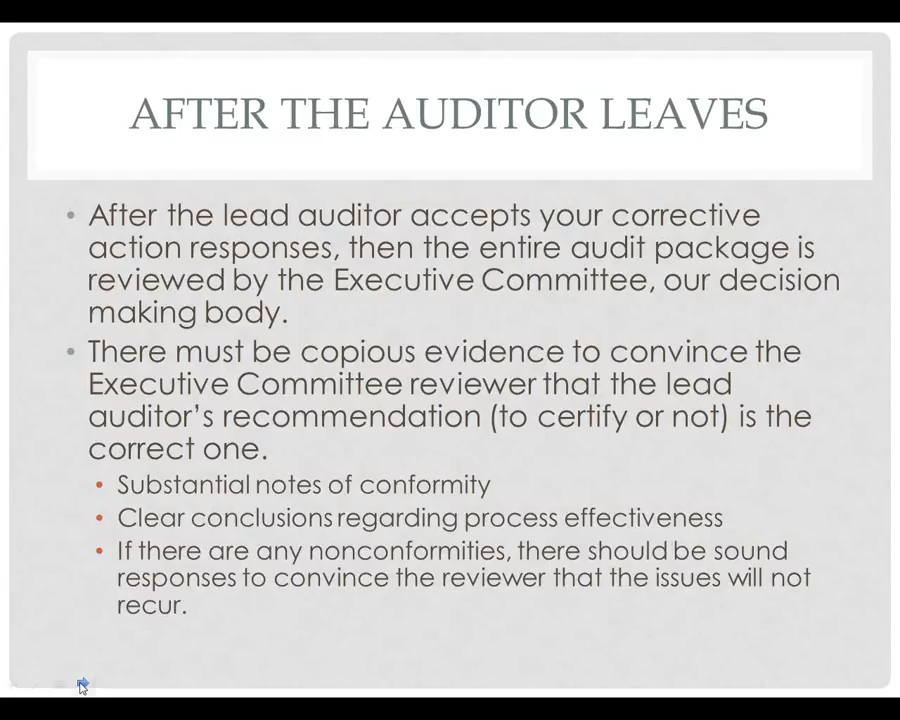 AFTER THE AUDITOR LEAVES
• After the lead auditor accepts your corrective
action responses, then the entire audit package is
reviewed by the Executive Committee, our decision
making body.
• There must be copious evidence to convince the
Executive Committee reviewer that the lead
auditor’s recommendation (to certify or not) is the
correct one.
• Substantial notes of conformity
• Clear conclusions regarding process effectiveness
• If there are any nonconformities, there should be sound
responses to convince the reviewer that the issues will not
recur.